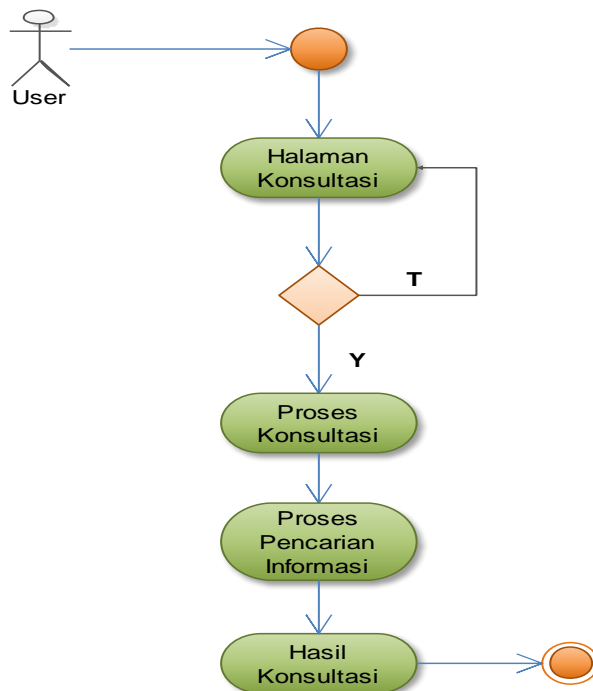 User
Halaman
Konsultasi
T
Y
Proses
Konsultasi
Proses
Pencarian
Informasi
Hasil
Konsultasi